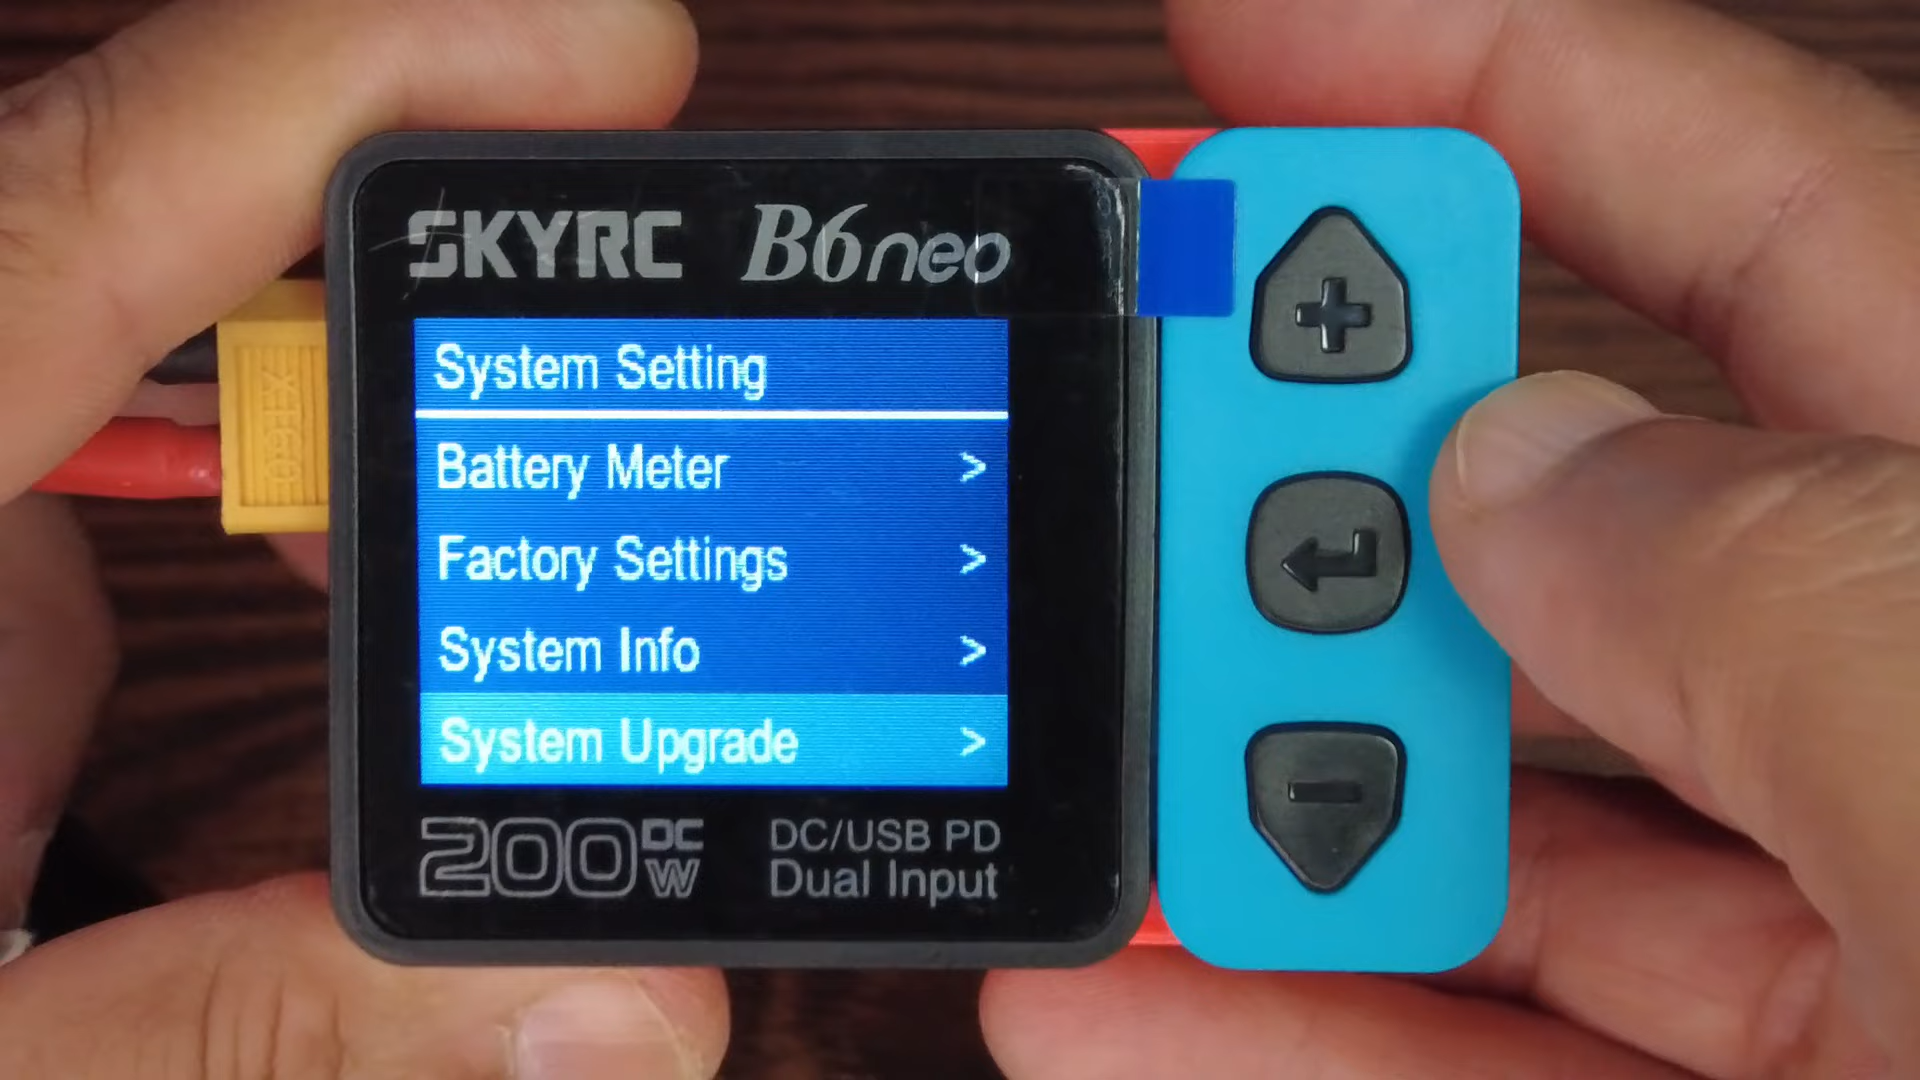 SKYRC B6neo
System Setting
Battery Meter >
Factory Settings >
System Info >
System Upgrade >
200 DC W
DC/USB PD
Dual Input
XT60